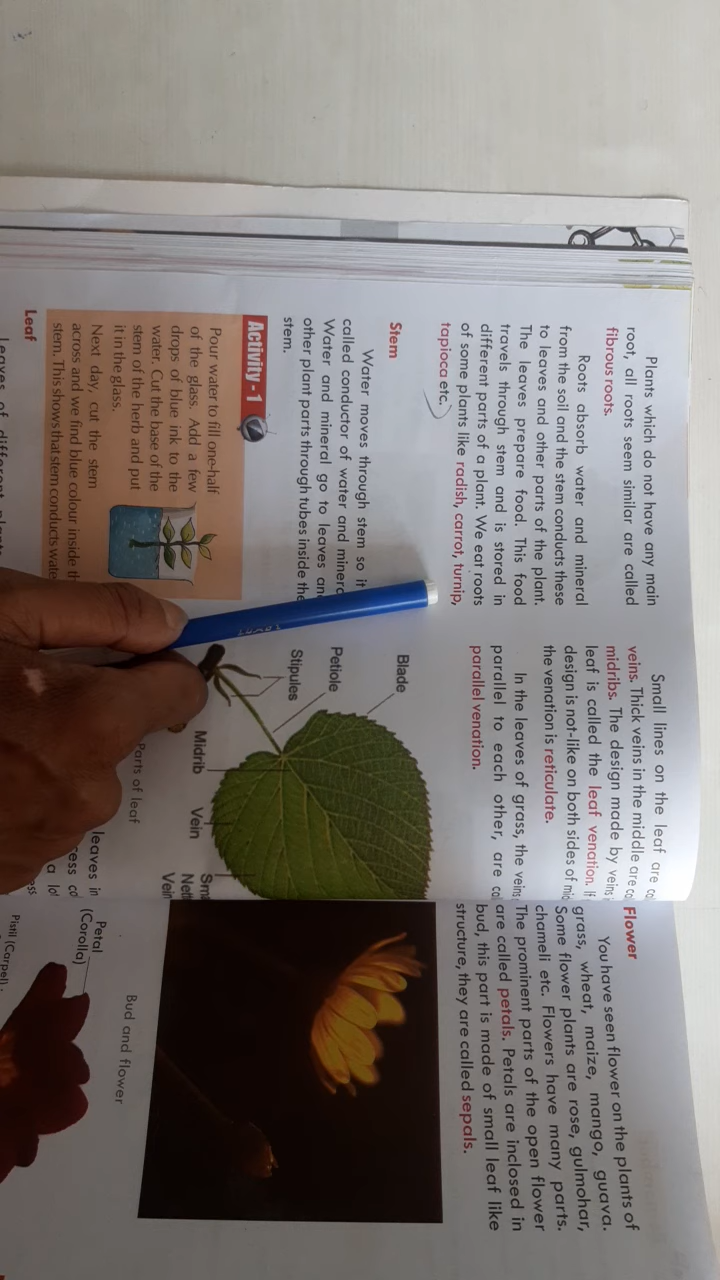 Plants which do not have any main
root, all roots seem similar are called
fibrous roots.
Roots absorb water and mineral
from the soil and the stem conducts these
to leaves and other parts of the plant.
The leaves prepare food. This food
travels through stem and is stored in
different parts of a plant. We eat roots
of some plants like radish, carrot, turnip,
tapioca etc.
Stem
Water moves through stem so it
called conductor of water and
Water and mineral go to leaves
other plant parts through tubes inside the
stem.
Activity - 1
Pour water to fill one-half
of the glass. Add a few
drops of blue ink to the
water. Cut the base of the
stem of the herb and put
it in the glass.
Next day, cut the stem
across and we find blue colour inside
stem. This shows that stem conducts
Leaf
Leaves of different
Small lines on the leaf are
veins. Thick veins in the middle are
midribs. The design made by veins
leaf is called the leaf venation.
design is not-like on both sides of
the venation is reticulate.
In the leaves of grass, the veins
parallel to each other, are
parallel venation.
Blade
Petiole
Stipules
Midrib
Vein
Parts of leaf
leaves in
a
Flower
You have seen flower on the plants of
grass, wheat, maize, mango, guava.
Some flower plants are rose, gulmohar,
chameli etc. Flowers have many parts.
The prominent parts of the open flower
are called petals. Petals are inclosed in
bud, this part is made of small leaf like
structure, they are called sepals.
Bud and flower
Petal
(Corolla)
Pistil (Carpel)